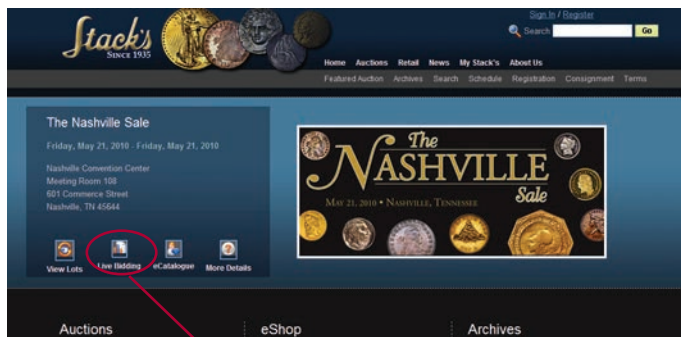 Stack's
SINCE 1935
Sign In / Register
Search
Go
Home Auctions Retail News My Stack's About Us
Featured Auction Archives Search Schedule Registration Consignment Terms
The Nashville Sale
Friday, May 21, 2010 - Friday, May 21, 2010
Nashville Convention Center
Meeting Room 108
601 Commerce Street
Nashville, TN 45644
View Lots Live Bidding eCatalogue More Details
The
NASHVILLE
Sale
MAY 21, 2010 • NASHVILLE, TENNESSEE
Auctions eShop Archives